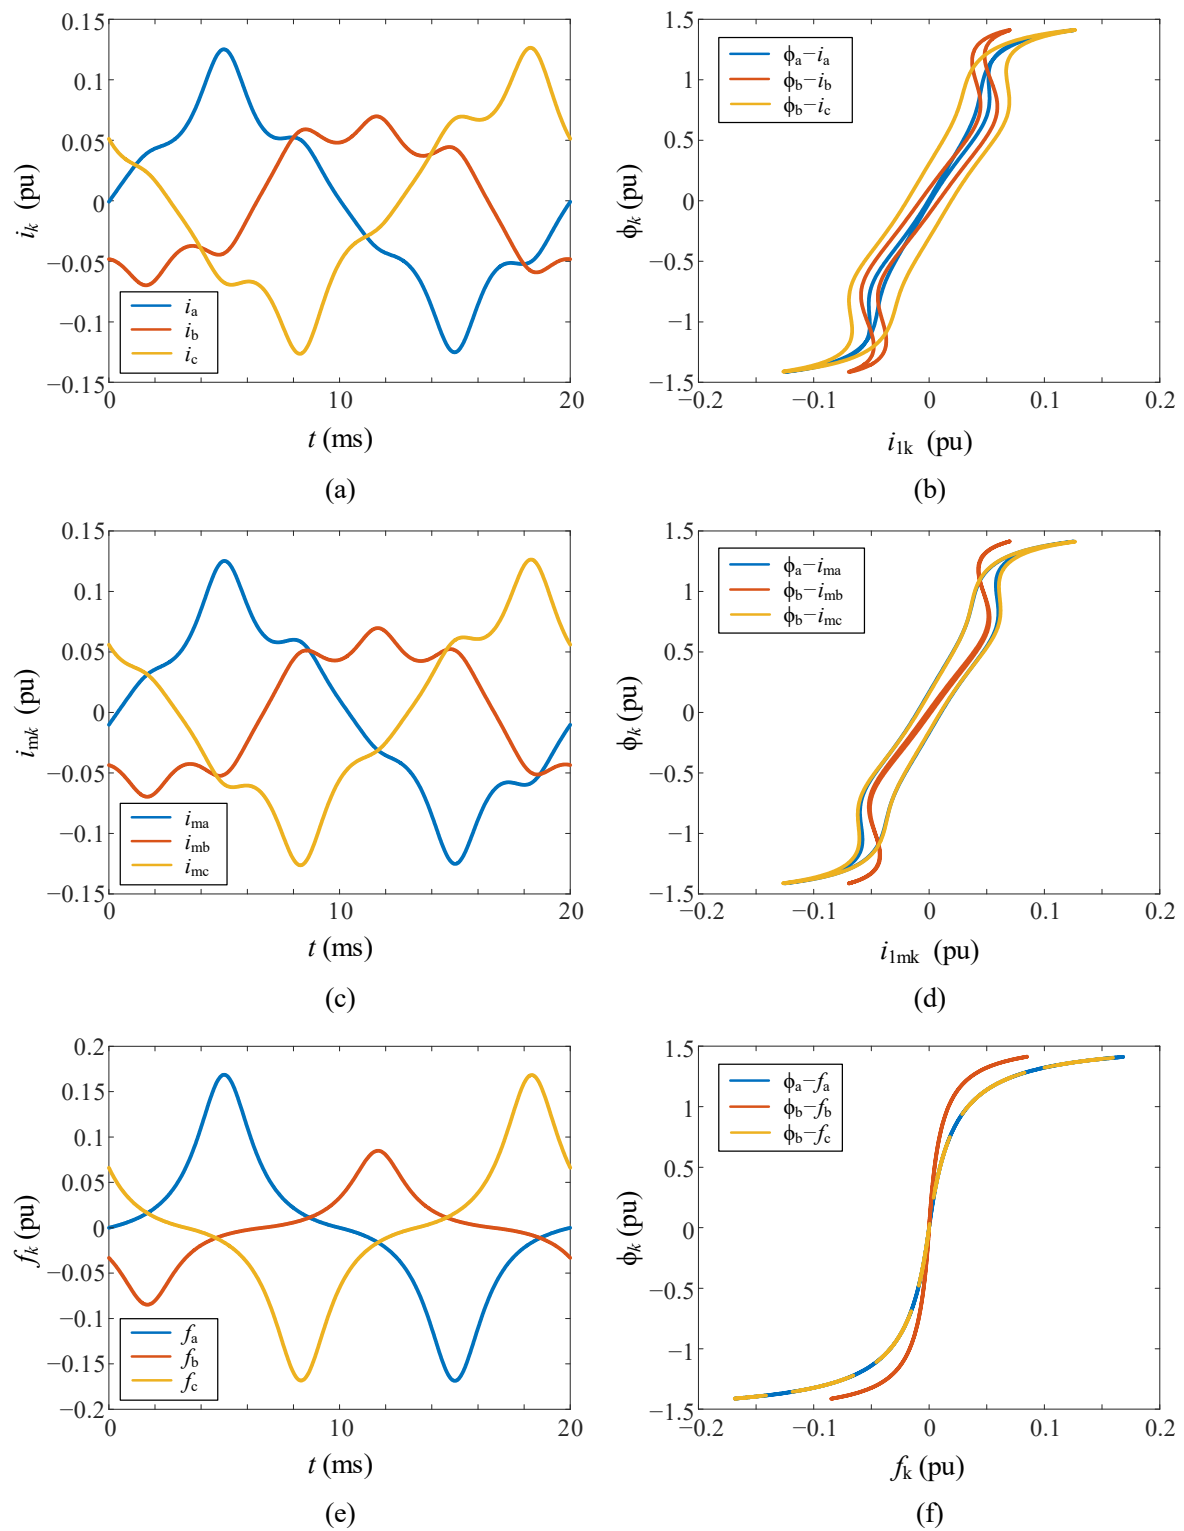 0.15
0.1
0.05
0
−0.05
−0.1
−0.15
i_k (pu)
i_a
i_b
i_c
0 10 20
t (ms)
(a)
1.5
1
0.5
0
−0.5
−1
−1.5
ϕ_k (pu)
ϕ_a−i_a
ϕ_b−i_b
ϕ_b−i_c
−0.2 −0.1 0 0.1 0.2
i_1k (pu)
(b)
0.15
0.1
0.05
0
−0.05
−0.1
−0.15
i_mk (pu)
i_ma
i_mb
i_mc
0 10 20
t (ms)
(c)
1.5
1
0.5
0
−0.5
−1
−1.5
ϕ_k (pu)
ϕ_a−i_ma
ϕ_b−i_mb
ϕ_b−i_mc
−0.2 −0.1 0 0.1 0.2
i_1mk (pu)
(d)
0.2
0.15
0.1
0.05
0
−0.05
−0.1
−0.15
−0.2
f_k (pu)
f_a
f_b
f_c
0 10 20
t (ms)
(e)
1.5
1
0.5
0
−0.5
−1
−1.5
ϕ_k (pu)
ϕ_a−f_a
ϕ_b−f_b
ϕ_b−f_c
−0.2 −0.1 0 0.1 0.2
f_k (pu)
(f)